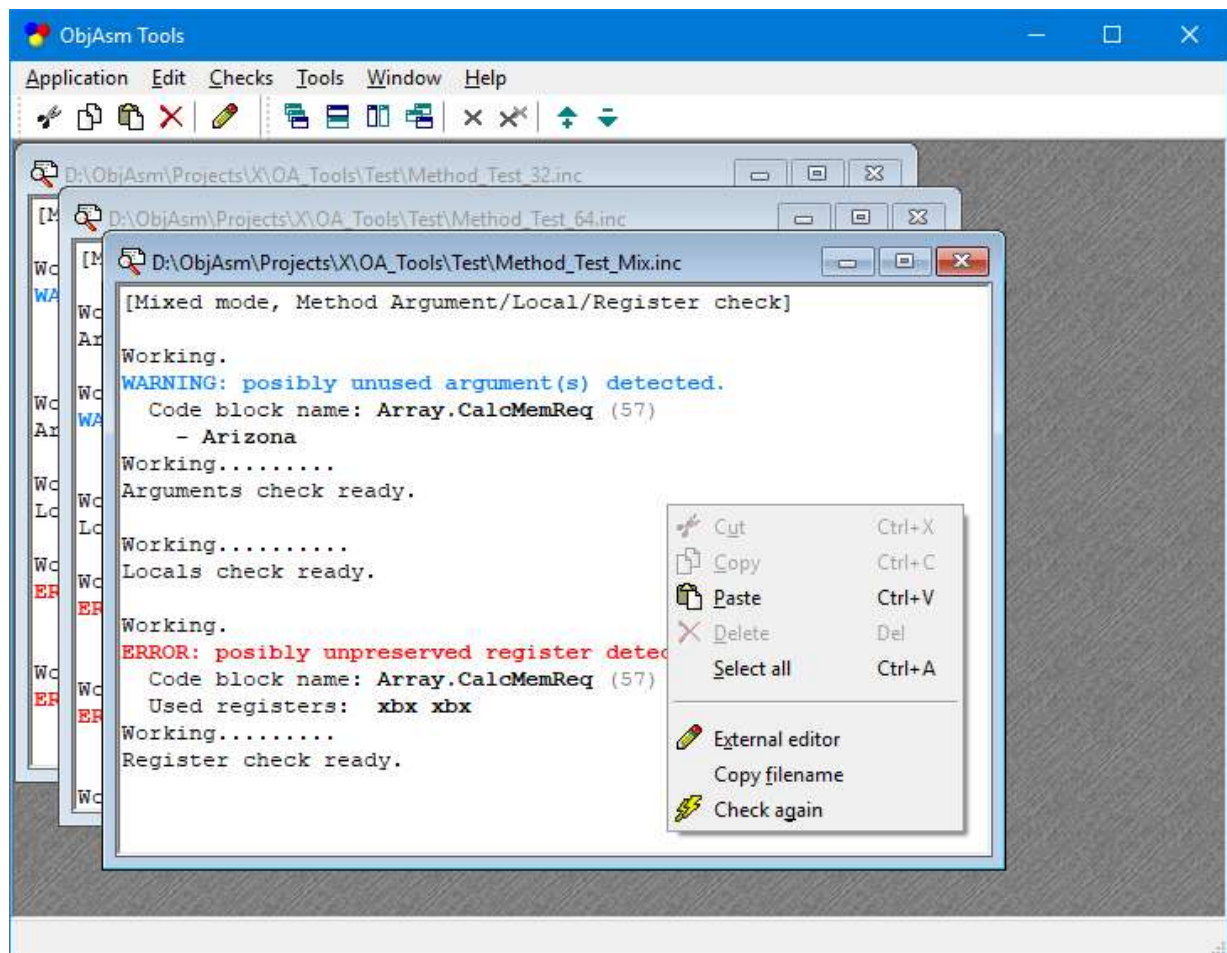 ObjAsm Tools
Application Edit Checks Tools Window Help
D:\ObjAsm\Projects\X\OA_Tools\Test\Method_Test_32.inc
D:\ObjAsm\Projects\X\OA_Tools\Test\Method_Test_64.inc
D:\ObjAsm\Projects\X\OA_Tools\Test\Method_Test_Mix.inc
[Mixed mode, Method Argument/Local/Register check]
Working.
WARNING: posibly unused argument(s) detected.
Code block name: Array.CalcMemReq (57)
- Arizona
Working.........
Arguments check ready.
Working..........
Locals check ready.
Working.
ERROR: posibly unpreserved register detec
Code block name: Array.CalcMemReq (57)
Used registers: xbx xbx
Working.........
Register check ready.
Cut Ctrl+X
Copy Ctrl+C
Paste Ctrl+V
Delete Del
Select all Ctrl+A
External editor
Copy filename
Check again